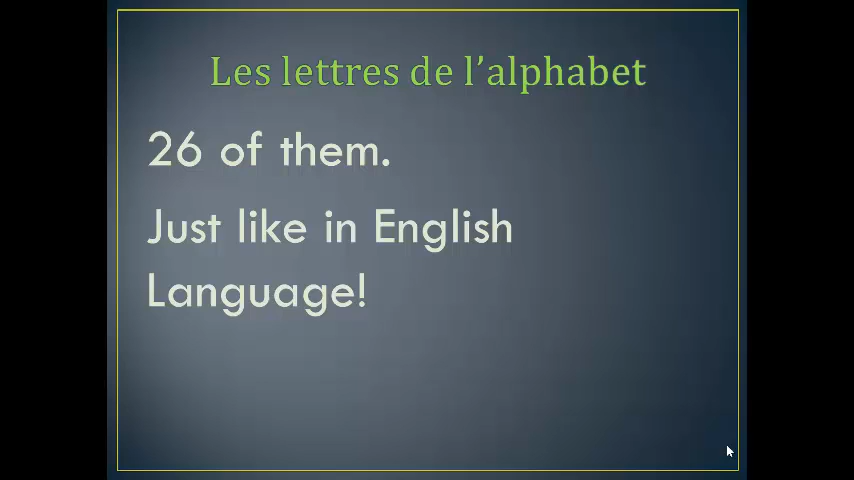 Les lettres de l’alphabet
26 of them.
Just like in English
Language!